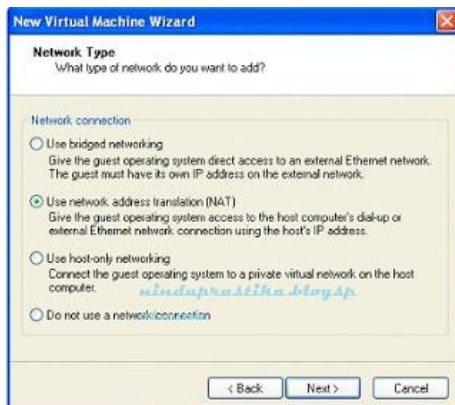 New Virtual Machine Wizard
Network Type
What type of network do you want to add?
Network connection
Use bridged networking
Give the guest operating system direct access to an external Ethernet network.
The guest must have its own IP address on the external network.
Use network address translation (NAT)
Give the guest operating system access to the host computer's dial-up or
external Ethernet network connection using the host's IP address.
Use host-only networking
Connect the guest operating system to a private virtual network on the host
computer.
nindaprastika.blogsp
Do not use a network connection
< Back
Next >
Cancel